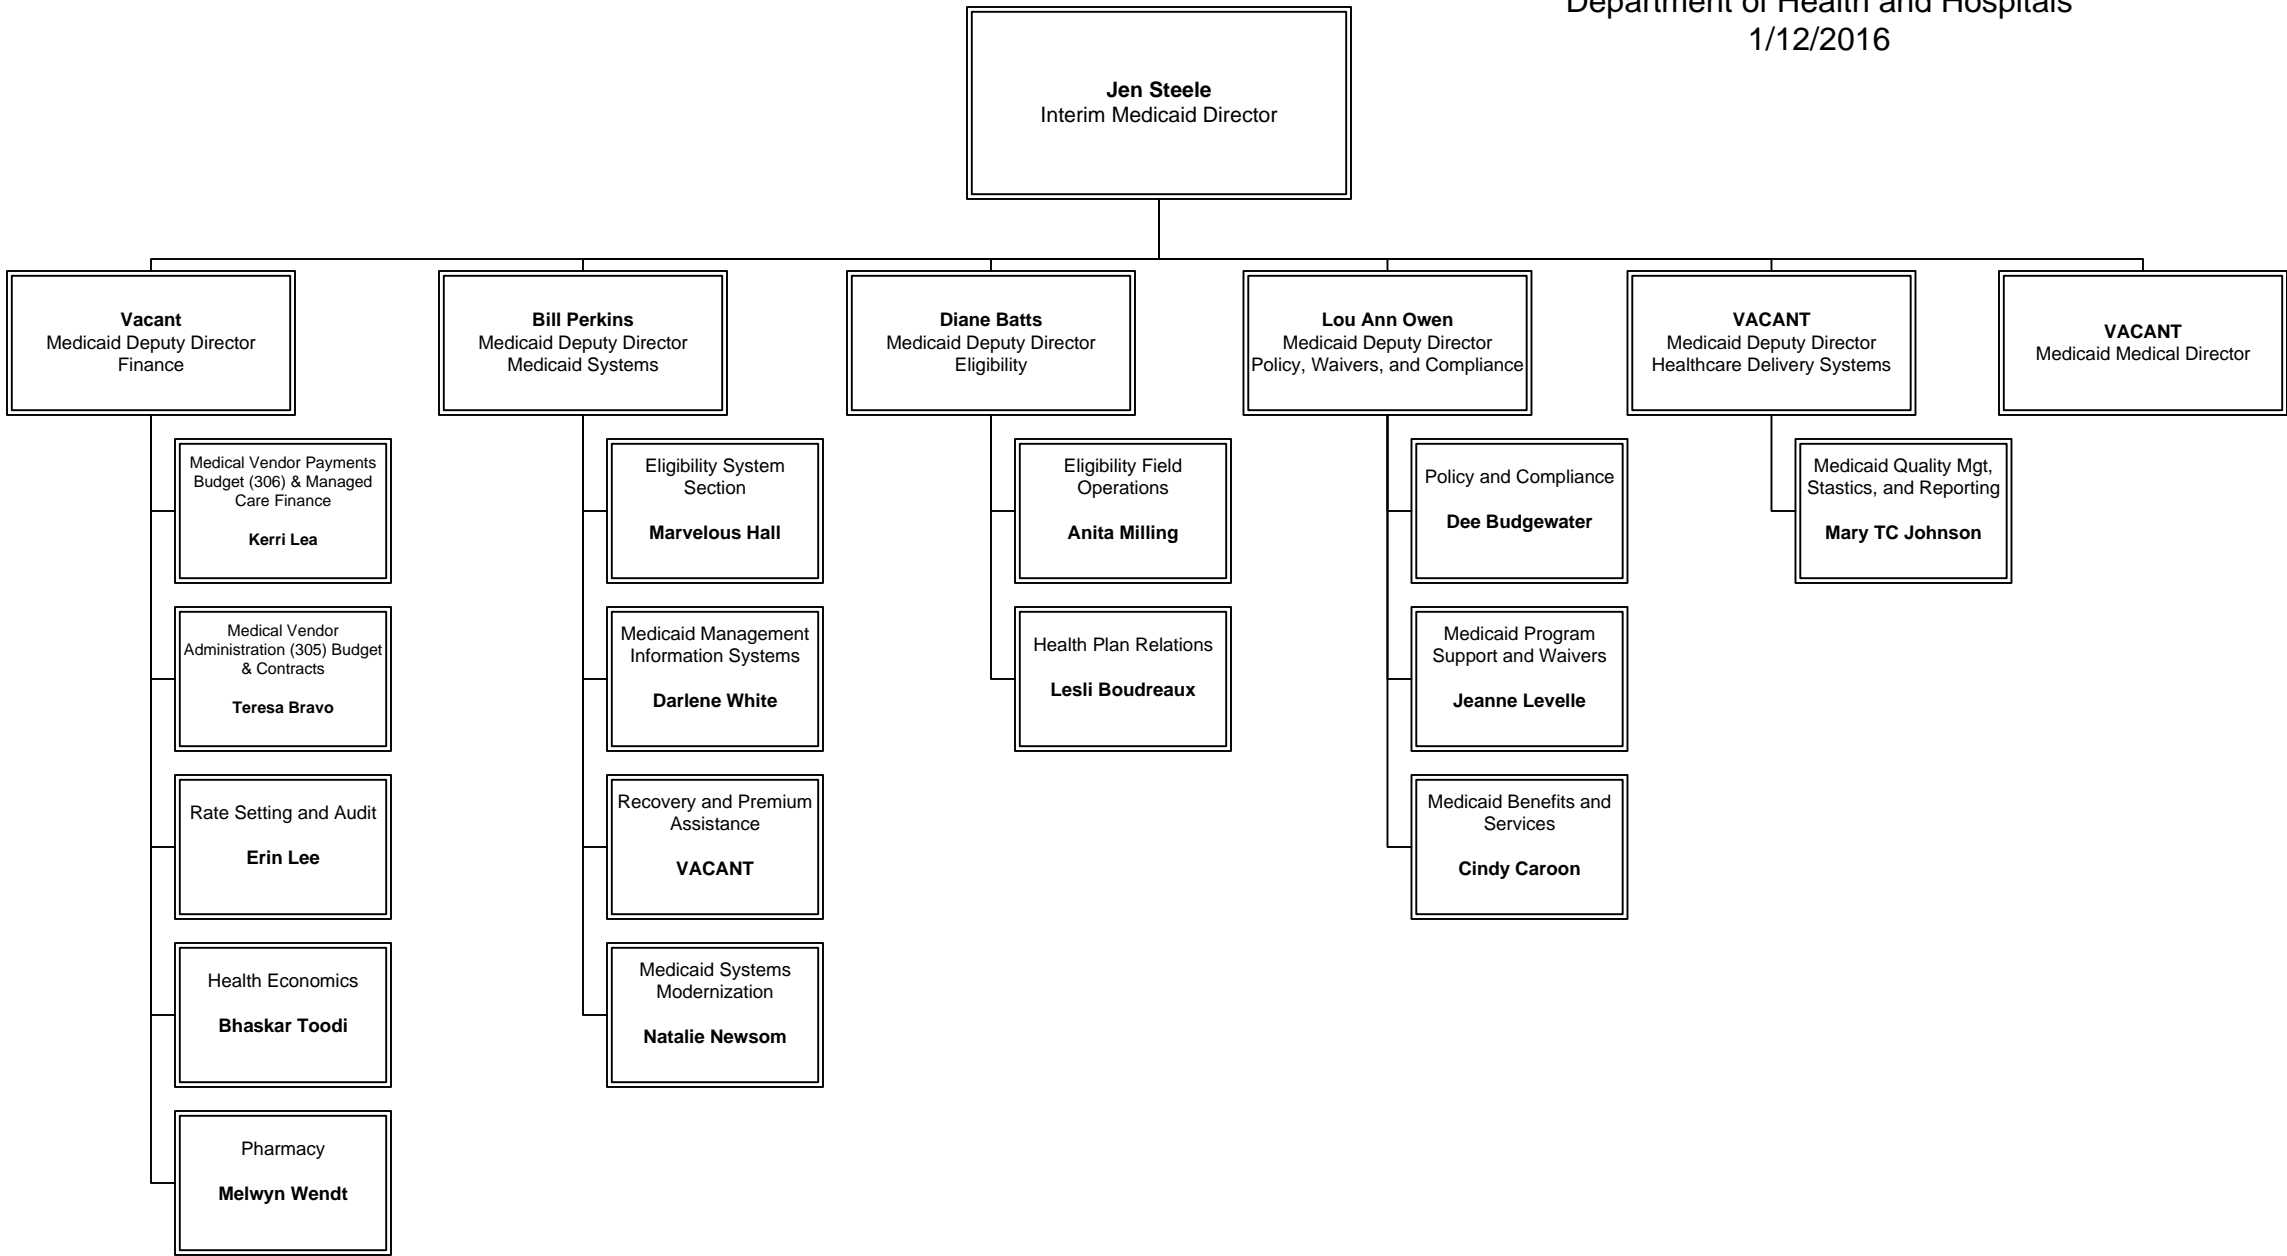 Department of Health and Hospitals
1/12/2016
Jen Steele
Interim Medicaid Director
Vacant
Medicaid Deputy Director
Finance
Bill Perkins
Medicaid Deputy Director
Medicaid Systems
Diane Batts
Medicaid Deputy Director
Eligibility
Lou Ann Owen
Medicaid Deputy Director
Policy, Waivers, and Compliance
VACANT
Medicaid Deputy Director
Healthcare Delivery Systems
VACANT
Medicaid Medical Director
Medical Vendor Payments
Budget (306) & Managed
Care Finance
Kerri Lea
Medical Vendor
Administration (305) Budget
& Contracts
Teresa Bravo
Rate Setting and Audit
Erin Lee
Health Economics
Bhaskar Toodi
Pharmacy
Melwyn Wendt
Eligibility System
Section
Marvelous Hall
Medicaid Management
Information Systems
Darlene White
Recovery and Premium
Assistance
VACANT
Medicaid Systems
Modernization
Natalie Newsom
Eligibility Field
Operations
Anita Milling
Health Plan Relations
Lesli Boudreaux
Policy and Compliance
Dee Budgewater
Medicaid Program
Support and Waivers
Jeanne Levelle
Medicaid Benefits and
Services
Cindy Caroon
Medicaid Quality Mgt,
Stastics, and Reporting
Mary TC Johnson